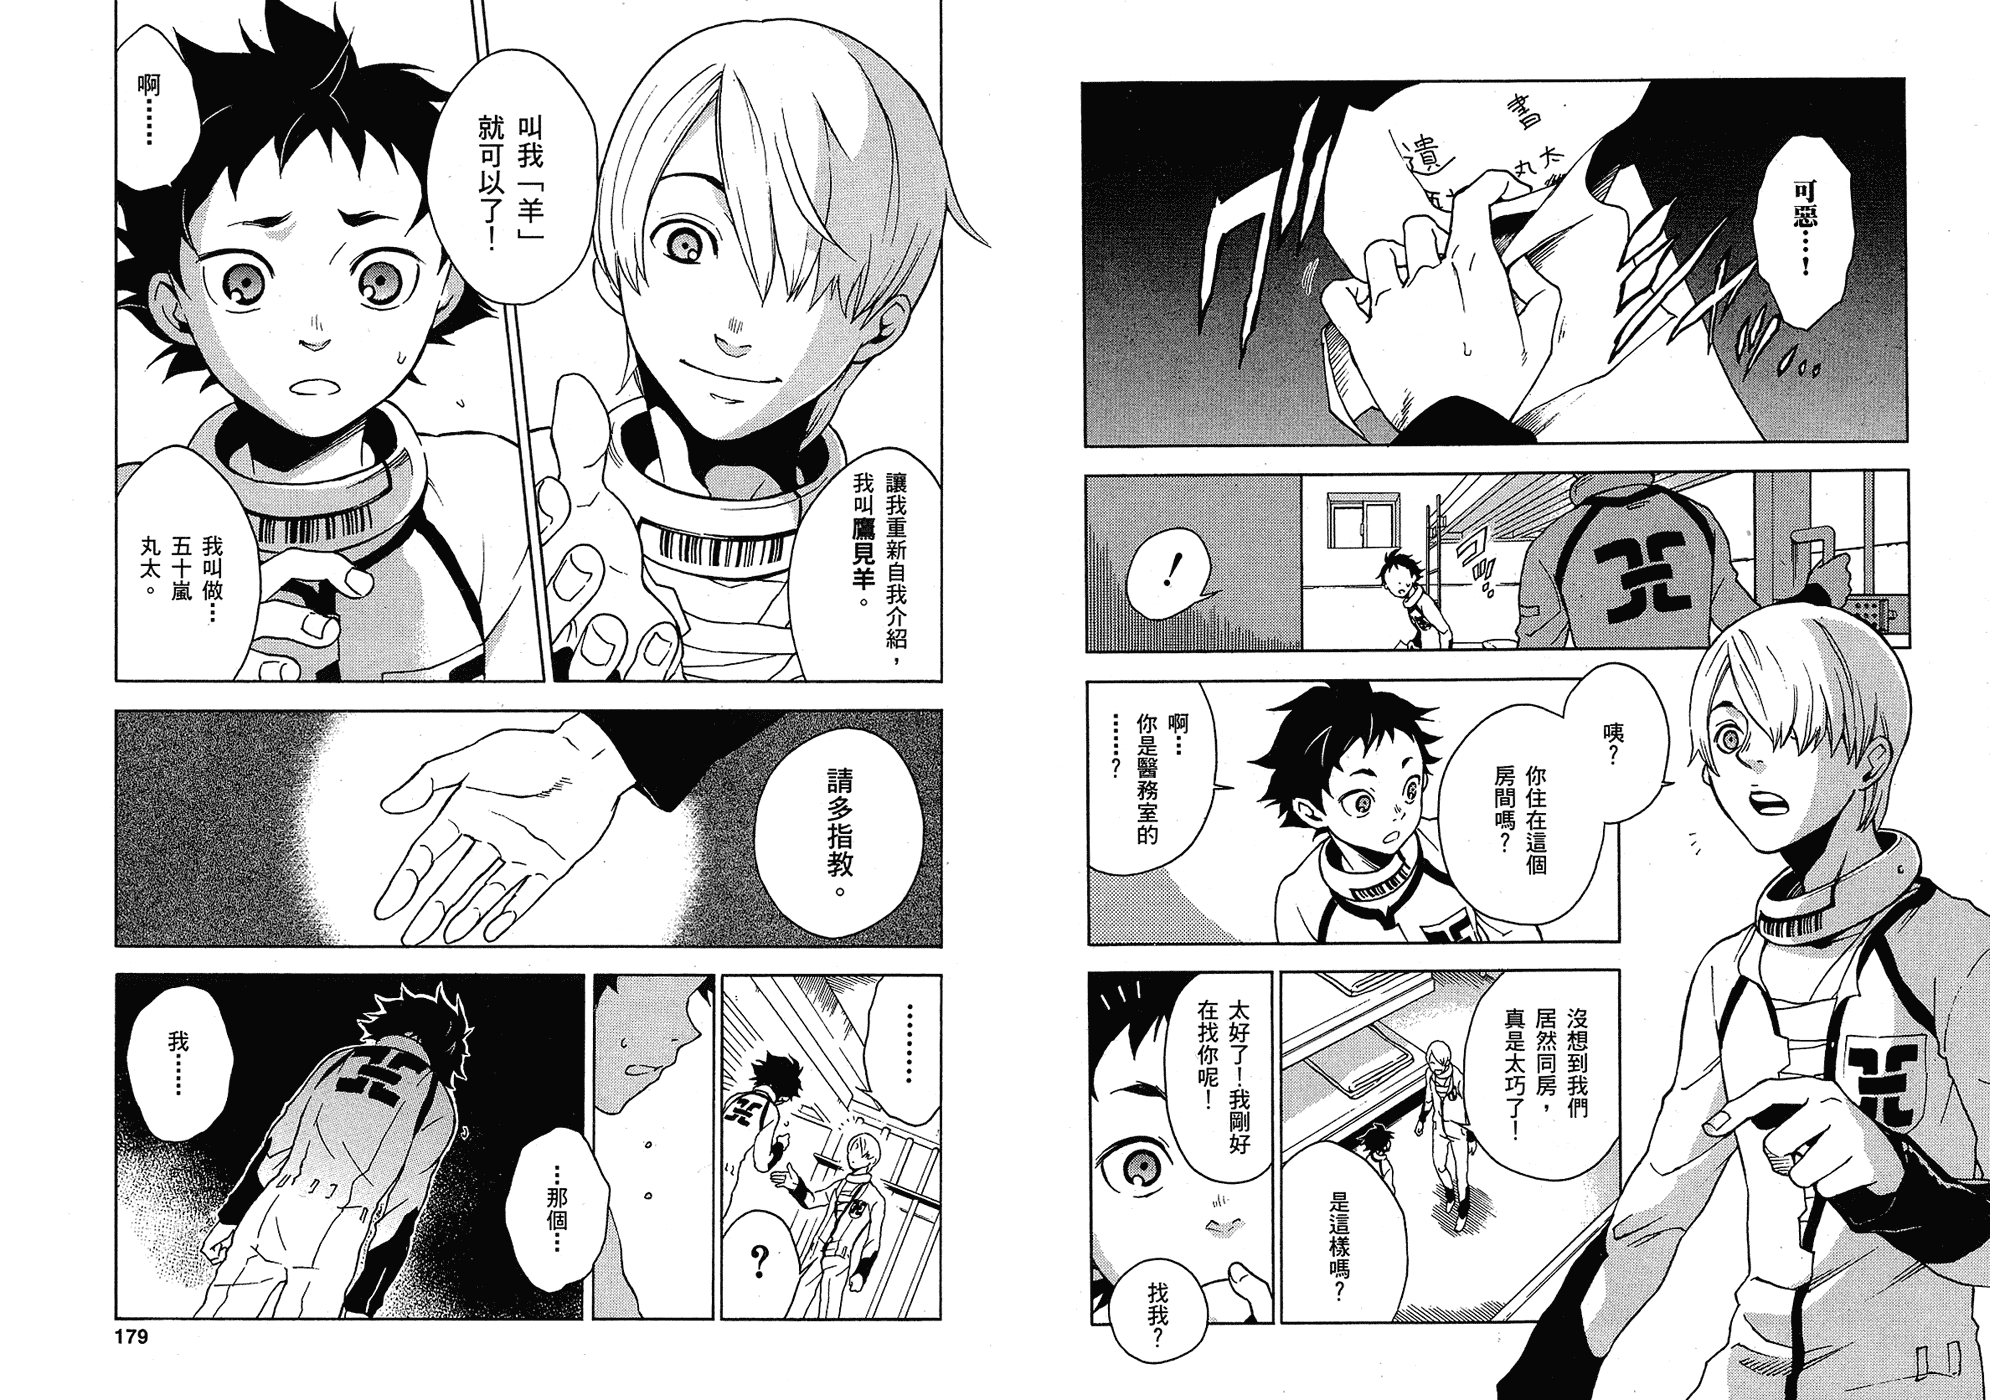 書
太
丸
潰
可惡…！
！
咦？
你住在這個
房間嗎？
啊…
你是醫務室的
……？
沒想到我們
居然同房，
真是太巧了！
是這樣嗎？
太好了！我剛好
在找你呢！
找我？
叫我「羊」
就可以了！
讓我重新自我介紹，
我叫鷹見羊。
啊……
我叫做…
五十嵐
丸太。
請多指教。
……
？
…那個…
我……
179